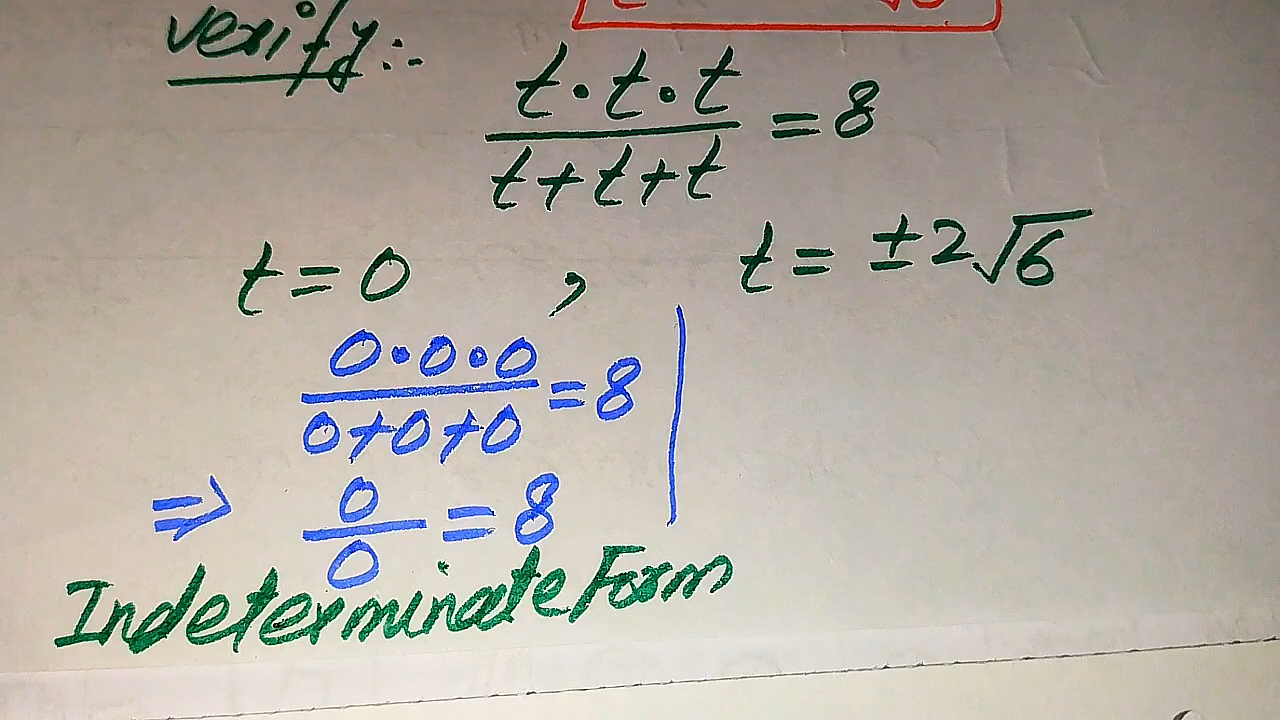 verify:-
t·t·t / t+t+t = 8
t = 0 , t = ±2√6
0·0·0 / 0+0+0 = 8
⇒ 0/0 = 8
Indeterminate Form